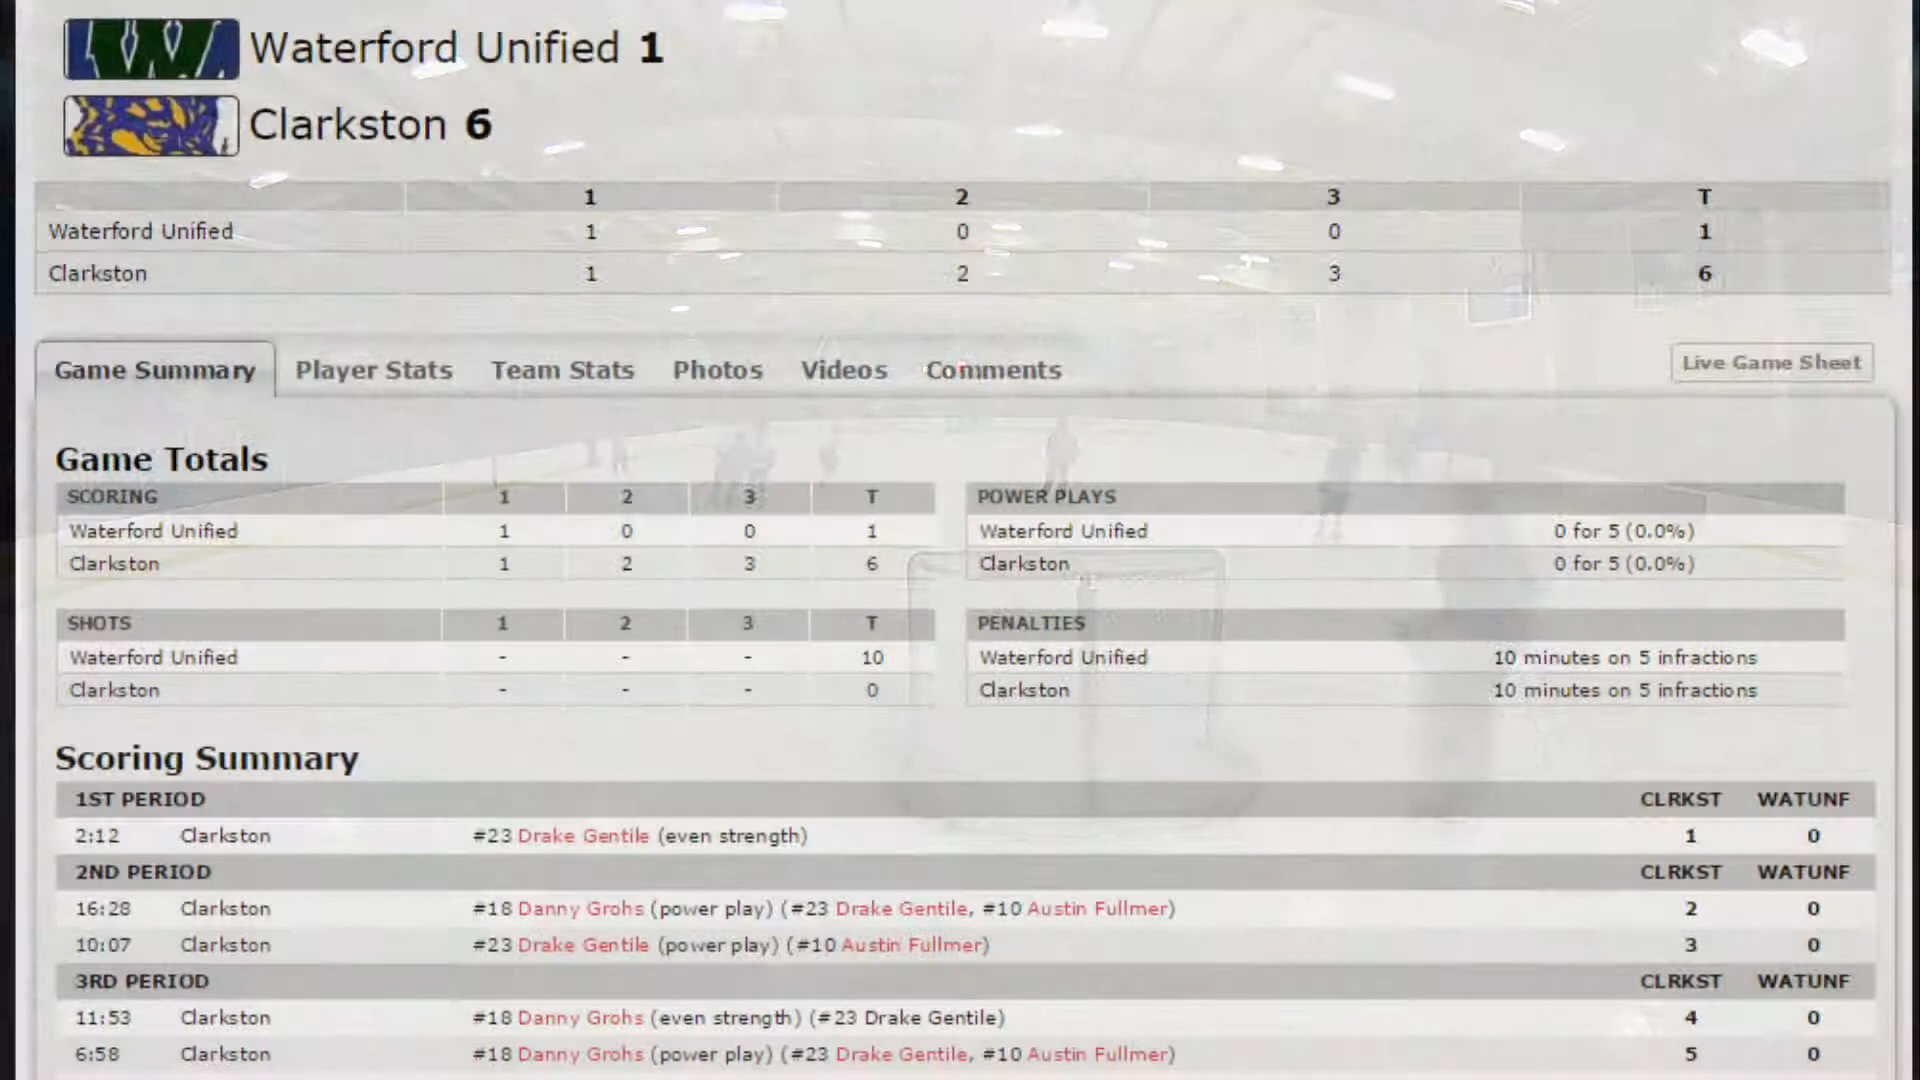 Waterford Unified 1
Clarkston 6
1 2 3 T
Waterford Unified 1 0 0 1
Clarkston 1 2 3 6
Game Summary Player Stats Team Stats Photos Videos Comments Live Game Sheet
Game Totals
SCORING 1 2 3 T
Waterford Unified 1 0 0 1
Clarkston 1 2 3 6
POWER PLAYS
Waterford Unified 0 for 5 (0.0%)
Clarkston 0 for 5 (0.0%)
SHOTS 1 2 3 T
Waterford Unified - - - 10
Clarkston - - - 0
PENALTIES
Waterford Unified 10 minutes on 5 infractions
Clarkston 10 minutes on 5 infractions
Scoring Summary
1ST PERIOD CLRKST WATUNF
2:12 Clarkston #23 Drake Gentile (even strength) 1 0
2ND PERIOD CLRKST WATUNF
16:28 Clarkston #18 Danny Grohs (power play) (#23 Drake Gentile, #10 Austin Fullmer) 2 0
10:07 Clarkston #23 Drake Gentile (power play) (#10 Austin Fullmer) 3 0
3RD PERIOD CLRKST WATUNF
11:53 Clarkston #18 Danny Grohs (even strength) (#23 Drake Gentile) 4 0
6:58 Clarkston #18 Danny Grohs (power play) (#23 Drake Gentile, #10 Austin Fullmer) 5 0